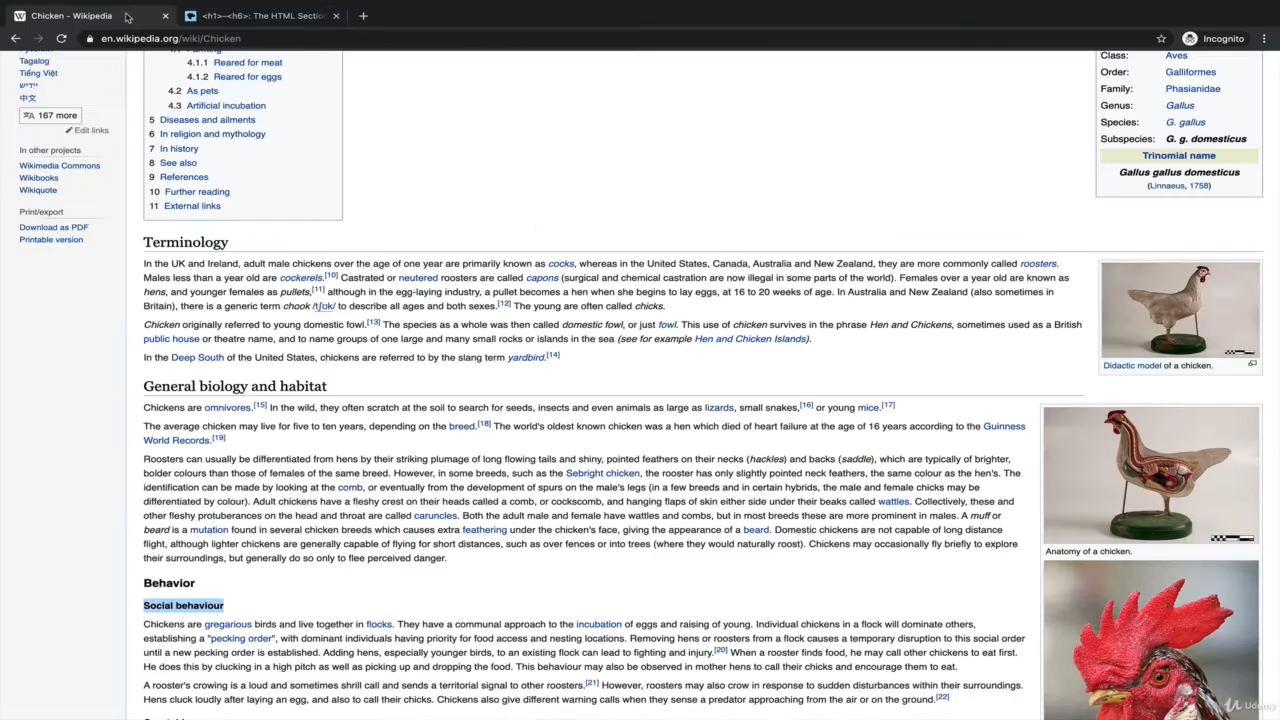 Chicken - Wikipedia
<h1>–<h6>: The HTML Section
en.wikipedia.org/wiki/Chicken
Incognito
Tagalog
Tiếng Việt
ייִדיש
中文
167 more
Edit links
In other projects
Wikimedia Commons
Wikibooks
Wikiquote
Print/export
Download as PDF
Printable version
4.1.1 Reared for meat
4.1.2 Reared for eggs
4.2 As pets
4.3 Artificial incubation
5 Diseases and ailments
6 In religion and mythology
7 In history
8 See also
9 References
10 Further reading
11 External links
Class: Aves
Order: Galliformes
Family: Phasianidae
Genus: Gallus
Species: G. gallus
Subspecies: G. g. domesticus
Trinomial name
Gallus gallus domesticus
(Linnaeus, 1758)
Terminology
In the UK and Ireland, adult male chickens over the age of one year are primarily known as cocks, whereas in the United States, Canada, Australia and New Zealand, they are more commonly called roosters.
Males less than a year old are cockerels.[10] Castrated or neutered roosters are called capons (surgical and chemical castration are now illegal in some parts of the world). Females over a year old are known as
hens, and younger females as pullets,[11] although in the egg-laying industry, a pullet becomes a hen when she begins to lay eggs, at 16 to 20 weeks of age. In Australia and New Zealand (also sometimes in
Britain), there is a generic term chook /tʃʊk/ to describe all ages and both sexes.[12] The young are often called chicks.
Chicken originally referred to young domestic fowl.[13] The species as a whole was then called domestic fowl, or just fowl. This use of chicken survives in the phrase Hen and Chickens, sometimes used as a British
public house or theatre name, and to name groups of one large and many small rocks or islands in the sea (see for example Hen and Chicken Islands).
In the Deep South of the United States, chickens are referred to by the slang term yardbird.[14]
Didactic model of a chicken.
General biology and habitat
Chickens are omnivores.[15] In the wild, they often scratch at the soil to search for seeds, insects and even animals as large as lizards, small snakes,[16] or young mice.[17]
The average chicken may live for five to ten years, depending on the breed.[18] The world's oldest known chicken was a hen which died of heart failure at the age of 16 years according to the Guinness
World Records.[19]
Roosters can usually be differentiated from hens by their striking plumage of long flowing tails and shiny, pointed feathers on their necks (hackles) and backs (saddle), which are typically of brighter,
bolder colours than those of females of the same breed. However, in some breeds, such as the Sebright chicken, the rooster has only slightly pointed neck feathers, the same colour as the hen's. The
identification can be made by looking at the comb, or eventually from the development of spurs on the male's legs (in a few breeds and in certain hybrids, the male and female chicks may be
differentiated by colour). Adult chickens have a fleshy crest on their heads called a comb, or cockscomb, and hanging flaps of skin either side under their beaks called wattles. Collectively, these and
other fleshy protuberances on the head and throat are called caruncles. Both the adult male and female have wattles and combs, but in most breeds these are more prominent in males. A muff or
beard is a mutation found in several chicken breeds which causes extra feathering under the chicken's face, giving the appearance of a beard. Domestic chickens are not capable of long distance
flight, although lighter chickens are generally capable of flying for short distances, such as over fences or into trees (where they would naturally roost). Chickens may occasionally fly briefly to explore
their surroundings, but generally do so only to flee perceived danger.
Anatomy of a chicken.
Behavior
Social behaviour
Chickens are gregarious birds and live together in flocks. They have a communal approach to the incubation of eggs and raising of young. Individual chickens in a flock will dominate others,
establishing a "pecking order", with dominant individuals having priority for food access and nesting locations. Removing hens or roosters from a flock causes a temporary disruption to this social order
until a new pecking order is established. Adding hens, especially younger birds, to an existing flock can lead to fighting and injury.[20] When a rooster finds food, he may call other chickens to eat first.
He does this by clucking in a high pitch as well as picking up and dropping the food. This behaviour may also be observed in mother hens to call their chicks and encourage them to eat.
A rooster's crowing is a loud and sometimes shrill call and sends a territorial signal to other roosters.[21] However, roosters may also crow in response to sudden disturbances within their surroundings.
Hens cluck loudly after laying an egg, and also to call their chicks. Chickens also give different warning calls when they sense a predator approaching from the air or on the ground.[22]
Udemy